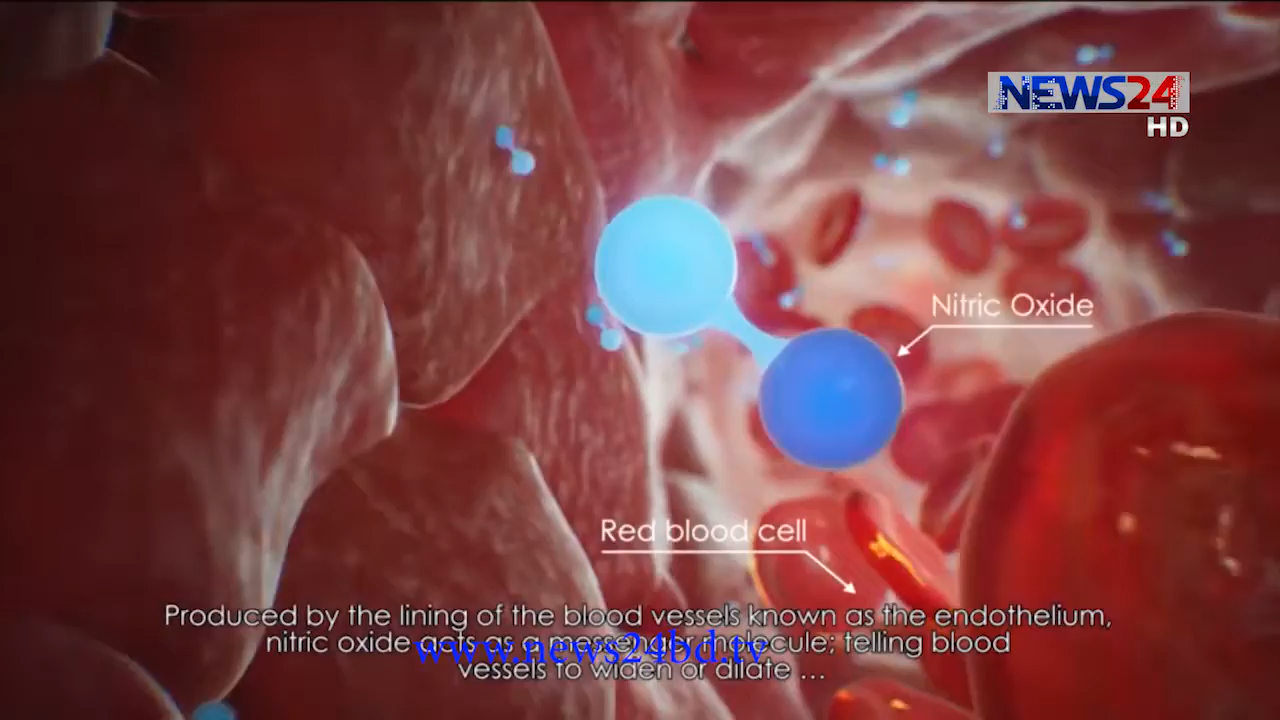 NEWS24
HD
Nitric Oxide
Red blood cell
Produced by the lining of the blood vessels known as the endothelium,
nitric oxide acts as a messenger molecule; telling blood
www.news24bd.tv
vessels to widen or dilate ...